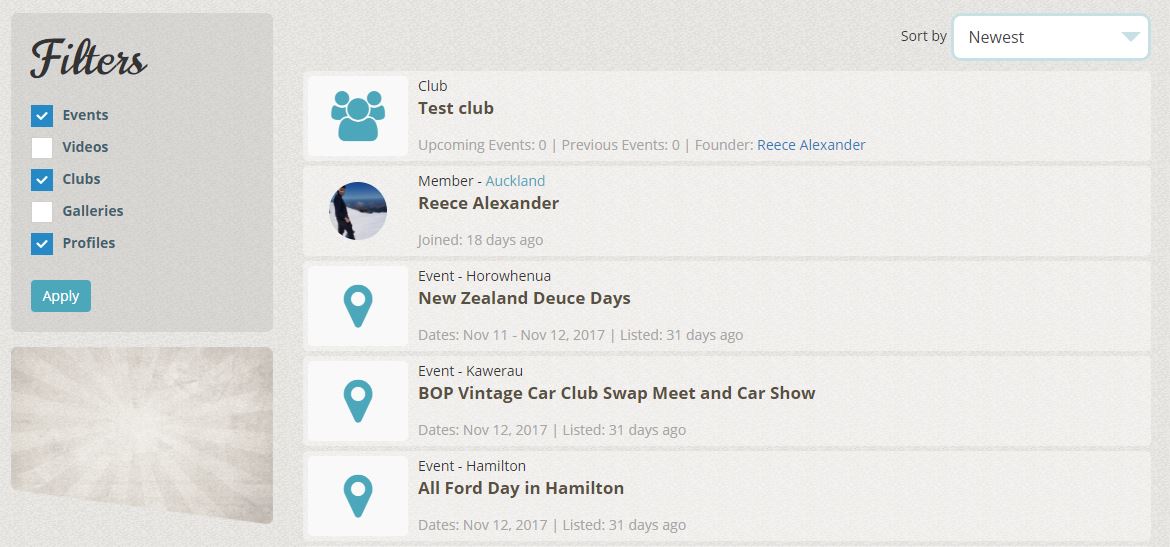 Filters
Events
Videos
Clubs
Galleries
Profiles
Apply
Sort by Newest
Club
Test club
Upcoming Events: 0 | Previous Events: 0 | Founder: Reece Alexander
Member - Auckland
Reece Alexander
Joined: 18 days ago
Event - Horowhenua
New Zealand Deuce Days
Dates: Nov 11 - Nov 12, 2017 | Listed: 31 days ago
Event - Kawerau
BOP Vintage Car Club Swap Meet and Car Show
Dates: Nov 12, 2017 | Listed: 31 days ago
Event - Hamilton
All Ford Day in Hamilton
Dates: Nov 12, 2017 | Listed: 31 days ago